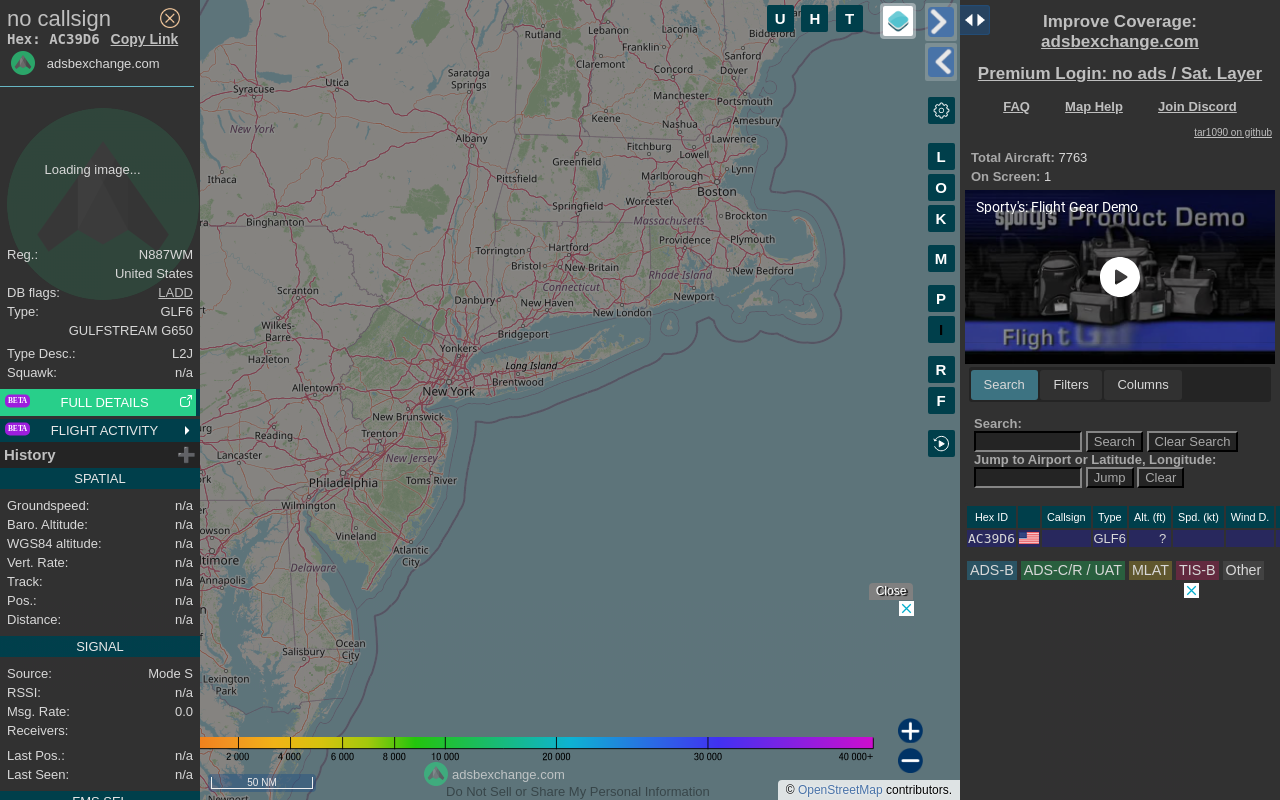 no callsign
Hex: AC39D6 Copy Link
adsbexchange.com
Loading image...
Reg.: N887WM
United States
DB flags: LADD
Type: GLF6
GULFSTREAM G650
Type Desc.: L2J
Squawk: n/a
BETA FULL DETAILS
BETA FLIGHT ACTIVITY
History
SPATIAL
Groundspeed: n/a
Baro. Altitude: n/a
WGS84 altitude: n/a
Vert. Rate: n/a
Track: n/a
Pos.: n/a
Distance: n/a
SIGNAL
Source: Mode S
RSSI: n/a
Msg. Rate: 0.0
Receivers:
Last Pos.: n/a
Last Seen: n/a
FMS SEL
U H T
L
O
K
M
P
I
R
F
Rutland
Lebanon
Laconia
Biddeford
Franklin
Sanford
Claremont
Concord
Dover
Saratoga
Springs
Utica
Syracuse
Manchester
Portsmouth
Keene
Nashua
Amesbury
New York
Albany
Fitchburg
Lawrence
Lowell
Greenfield
Lynn
Ithaca
Pittsfield
Marlborough
Boston
Worcester
Springfield
Massachusetts
Brockton
Binghamton
Torrington
Hartford
Providence
Plymouth
Bristol
New Britain
Rhode Island
New Bedford
Connecticut
Scranton
Danbury
New Haven
Newport
New London
Wilkes-
Barre
Bridgeport
Yonkers
Hazleton
Long Island
Brentwood
Allentown
New York
New Brunswick
Reading
Trenton
Lancaster
New Jersey
Philadelphia
Toms River
Wilmington
Vineland
Atlantic
City
Delaware
Annapolis
Ocean
City
Salisbury
Lexington
Park
Close
2 000 4 000 6 000 8 000 10 000 20 000 30 000 40 000+
50 NM
adsbexchange.com
Do Not Sell or Share My Personal Information
© OpenStreetMap contributors.
Improve Coverage:
adsbexchange.com
Premium Login: no ads / Sat. Layer
FAQ Map Help Join Discord
tar1090 on github
Total Aircraft: 7763
On Screen: 1
Sporty's: Flight Gear Demo
sportys Product Demo
Flight G
Search Filters Columns
Search:
Search Clear Search
Jump to Airport or Latitude, Longitude:
Jump Clear
Hex ID Callsign Type Alt. (ft) Spd. (kt) Wind D.
AC39D6 GLF6 ?
ADS-B ADS-C/R / UAT MLAT TIS-B Other